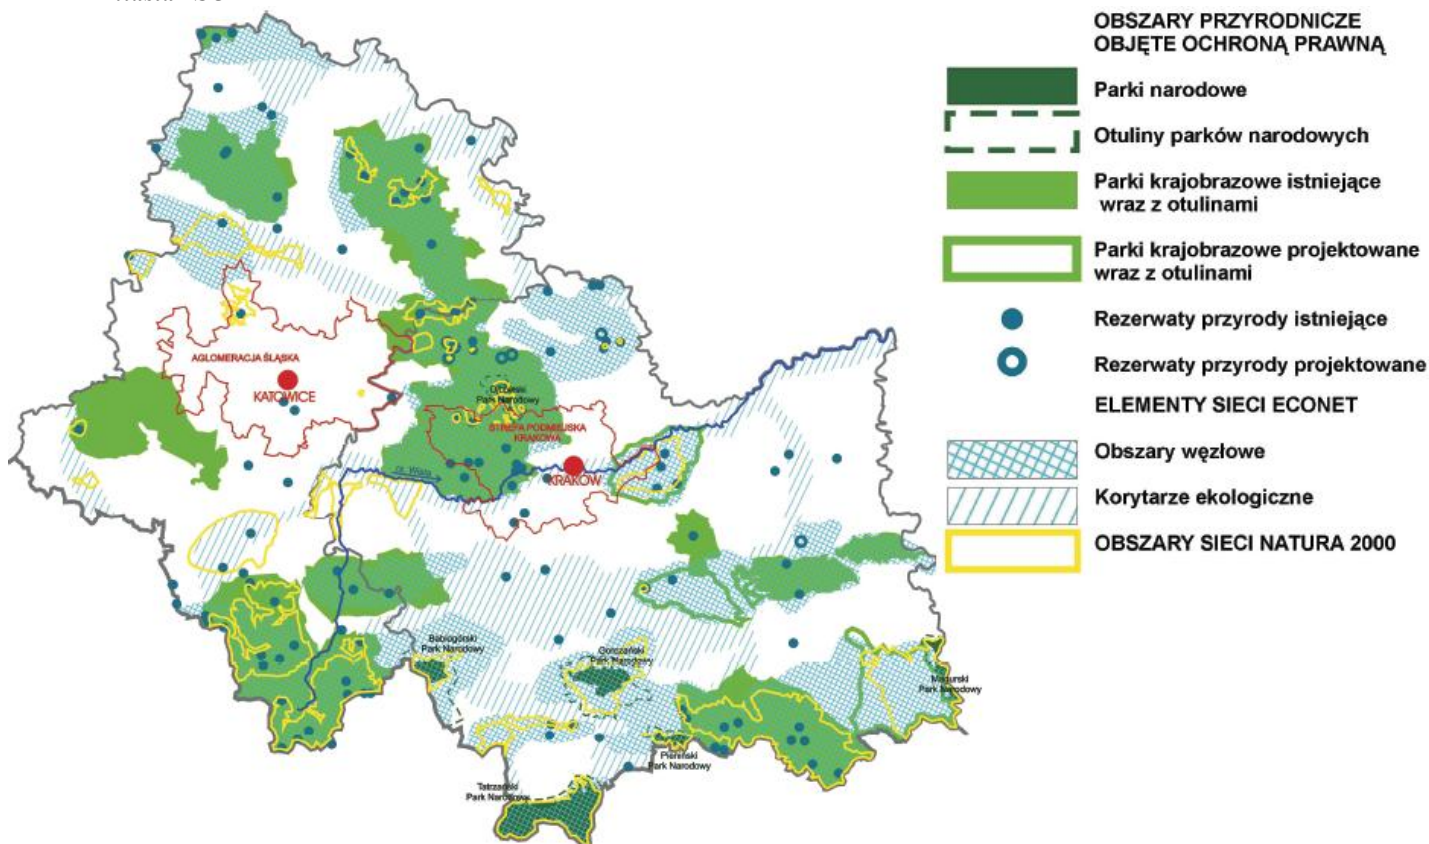 OBSZARY PRZYRODNICZE
OBJĘTE OCHRONĄ PRAWNĄ
Parki narodowe
Otuliny parków narodowych
Parki krajobrazowe istniejące
wraz z otulinami
Parki krajobrazowe projektowane
wraz z otulinami
Rezerwaty przyrody istniejące
Rezerwaty przyrody projektowane
ELEMENTY SIECI ECONET
Obszary węzłowe
Korytarze ekologiczne
OBSZARY SIECI NATURA 2000
AGLOMERACJA ŚLĄSKA
KATOWICE
Ojcowski
Park Narodowy
STREFA PODMIEJSKA
KRAKOWA
KRAKÓW
Wisła
Babiogórski
Park Narodowy
Gorczański
Park Narodowy
Magurski
Park Narodowy
Pieniński
Park Narodowy
Tatrzański
Park Narodowy